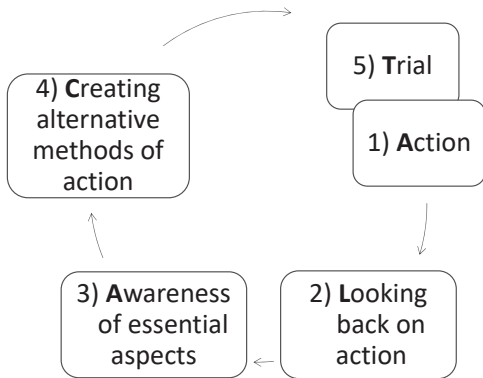 5) Trial
1) Action
2) Looking
back on
action
3) Awareness
of essential
aspects
4) Creating
alternative
methods of
action